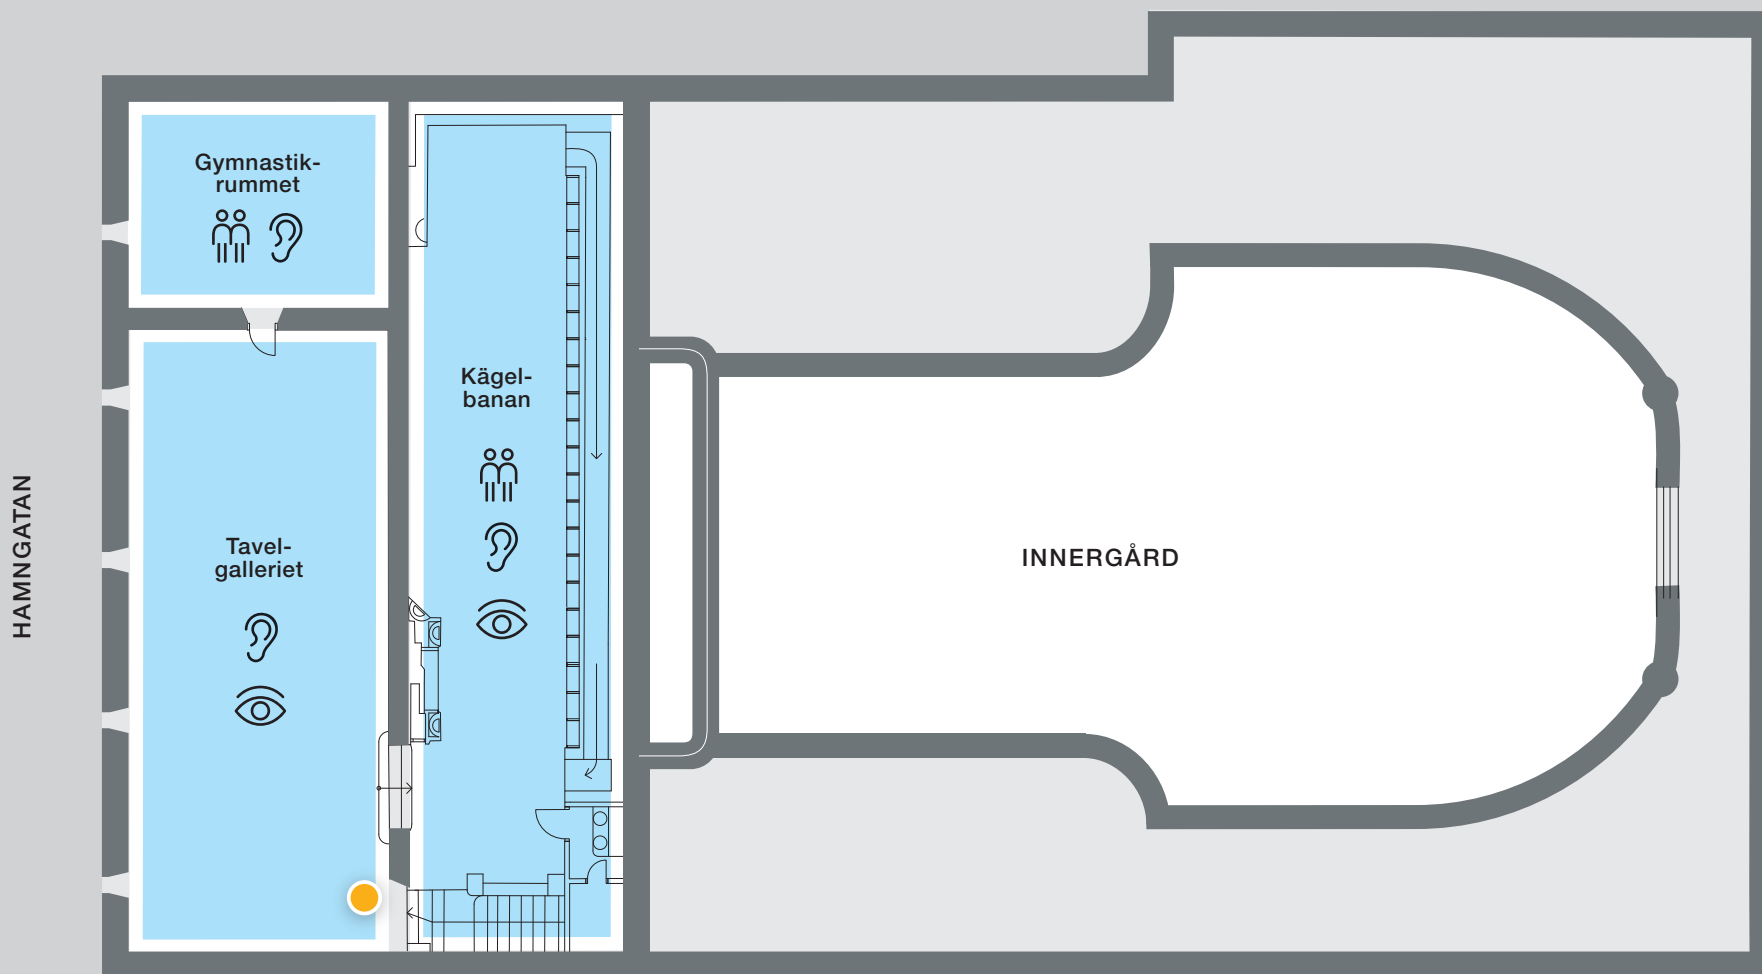 Gymnastik-
rummet
Kägel-
banan
Tavel-
galleriet
HAMNGATAN
INNERGÅRD